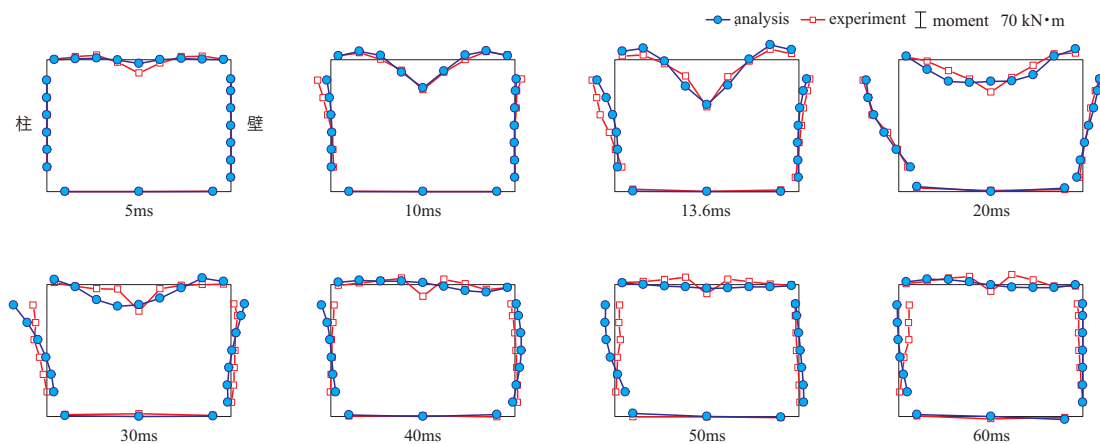 analysis experiment moment 70 kN•m
柱 壁
5ms 10ms 13.6ms 20ms
30ms 40ms 50ms 60ms